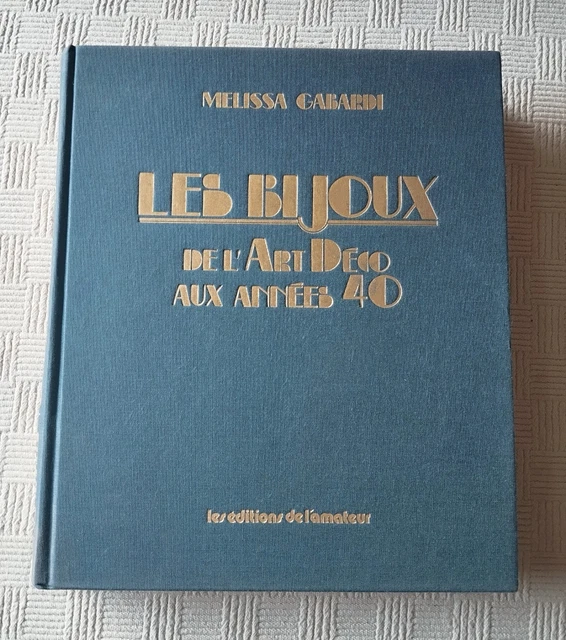 MELISSA GABARDI
LES BIJOUX
DE L'ART DÉCO
AUX ANNÉES 40
les éditions de l'amateur